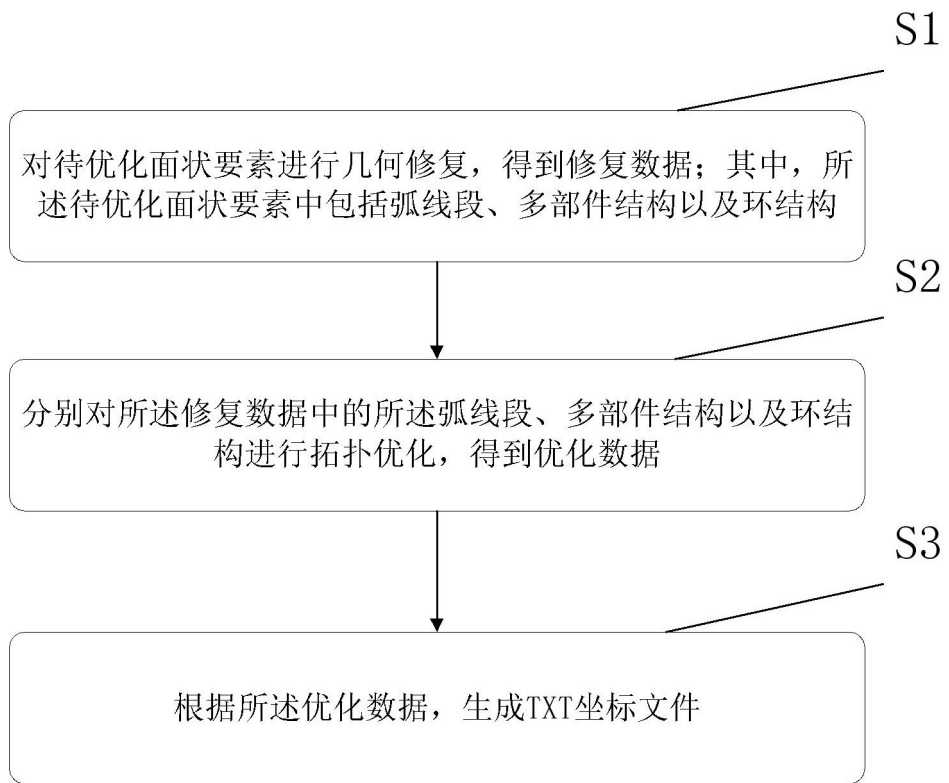 S1
对待优化面状要素进行几何修复，得到修复数据；其中，所
述待优化面状要素中包括弧线段、多部件结构以及环结构
S2
分别对所述修复数据中的所述弧线段、多部件结构以及环结
构进行拓扑优化，得到优化数据
S3
根据所述优化数据，生成TXT坐标文件